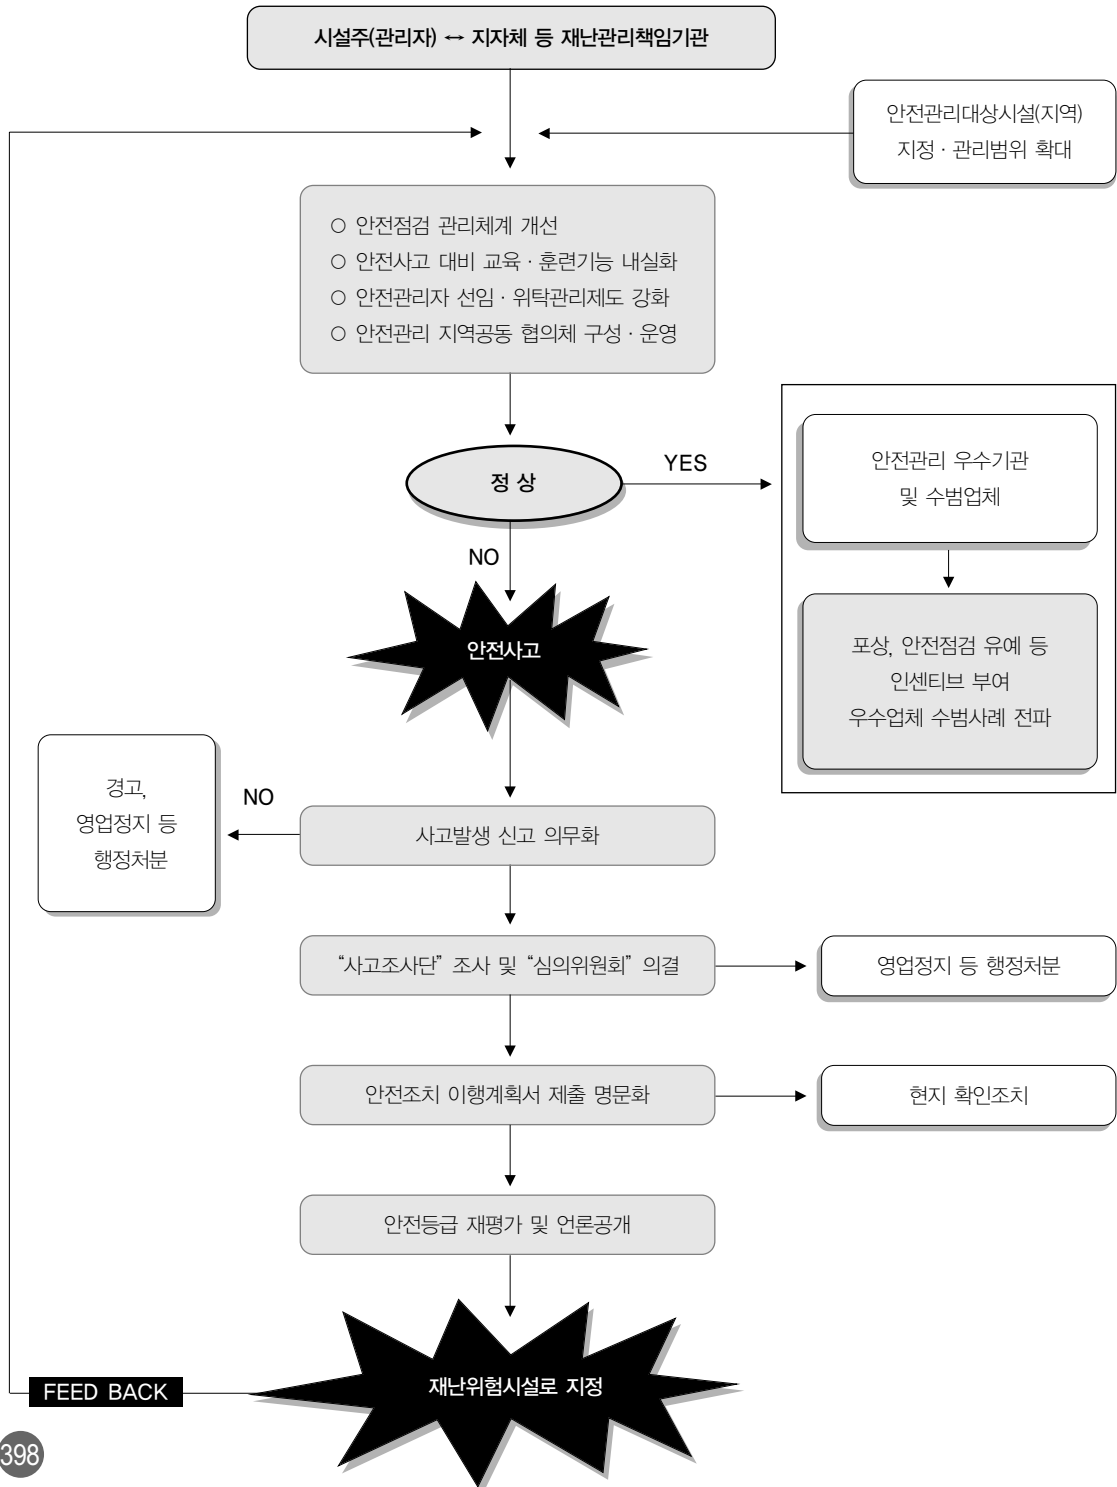 시설주(관리자) ↔ 지자체 등 재난관리책임기관
안전관리대상시설(지역)
지정 · 관리범위 확대
○ 안전점검 관리체계 개선
○ 안전사고 대비 교육 · 훈련기능 내실화
○ 안전관리자 선임 · 위탁관리제도 강화
○ 안전관리 지역공동 협의체 구성 · 운영
정 상
YES
안전관리 우수기관
및 수범업체
NO
안전사고
포상, 안전점검 유예 등
인센티브 부여
우수업체 수범사례 전파
경고,
영업정지 등
행정처분
NO
사고발생 신고 의무화
“사고조사단” 조사 및 “심의위원회” 의결
영업정지 등 행정처분
안전조치 이행계획서 제출 명문화
현지 확인조치
안전등급 재평가 및 언론공개
재난위험시설로 지정
FEED BACK
398